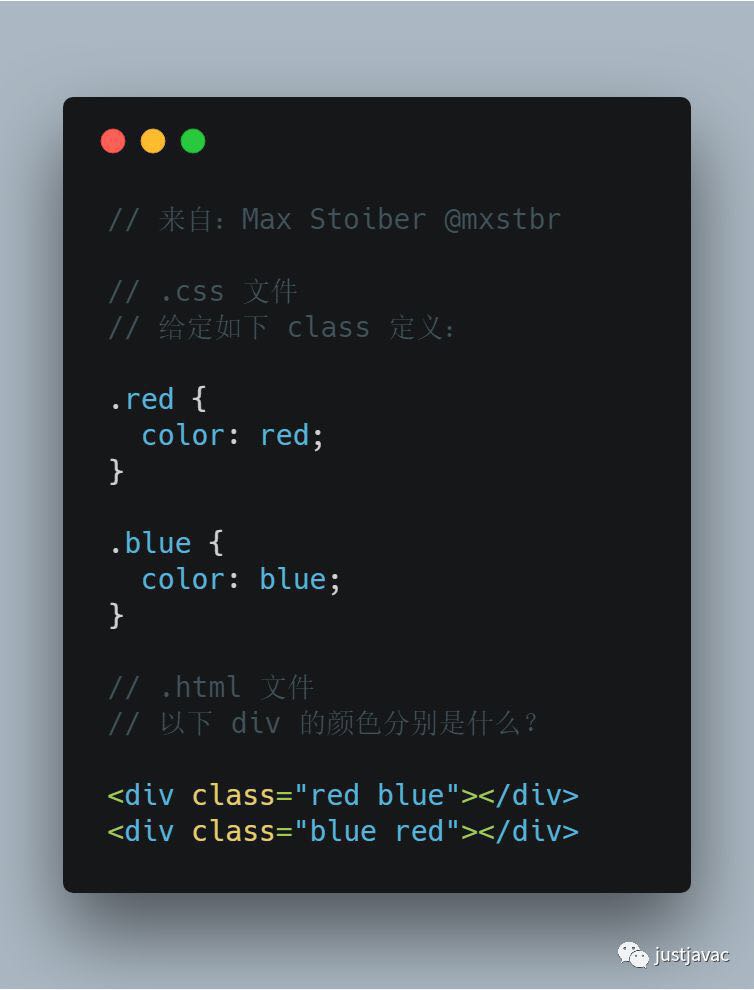 // 来自：Max Stoiber @mxstbr
// .css 文件
// 给定如下 class 定义：
.red {
  color: red;
}
.blue {
  color: blue;
}
// .html 文件
// 以下 div 的颜色分别是什么？
<div class="red blue"></div>
<div class="blue red"></div>
justjavac